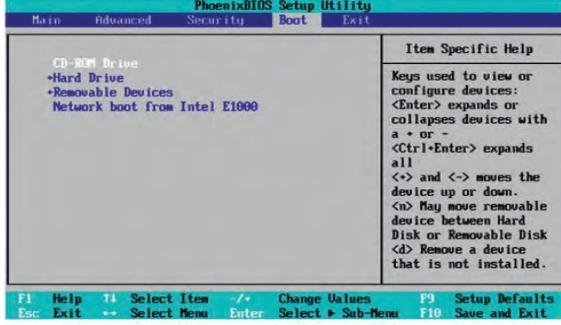 PhoenixBIOS Setup Utility
Main Advanced Security Boot Exit
CD-ROM Drive
+Hard Drive
+Removable Devices
Network boot from Intel E1000
Item Specific Help
Keys used to view or
configure devices:
<Enter> expands or
collapses devices with
a + or -
<Ctrl+Enter> expands
all
<+> and <-> moves the
device up or down.
<n> May move removable
device between Hard
Disk or Removable Disk
<d> Remove a device
that is not installed.
F1 Help ↑↓ Select Item -/+ Change Values F9 Setup Defaults
Esc Exit ↔ Select Menu Enter Select ▶ Sub-Menu F10 Save and Exit